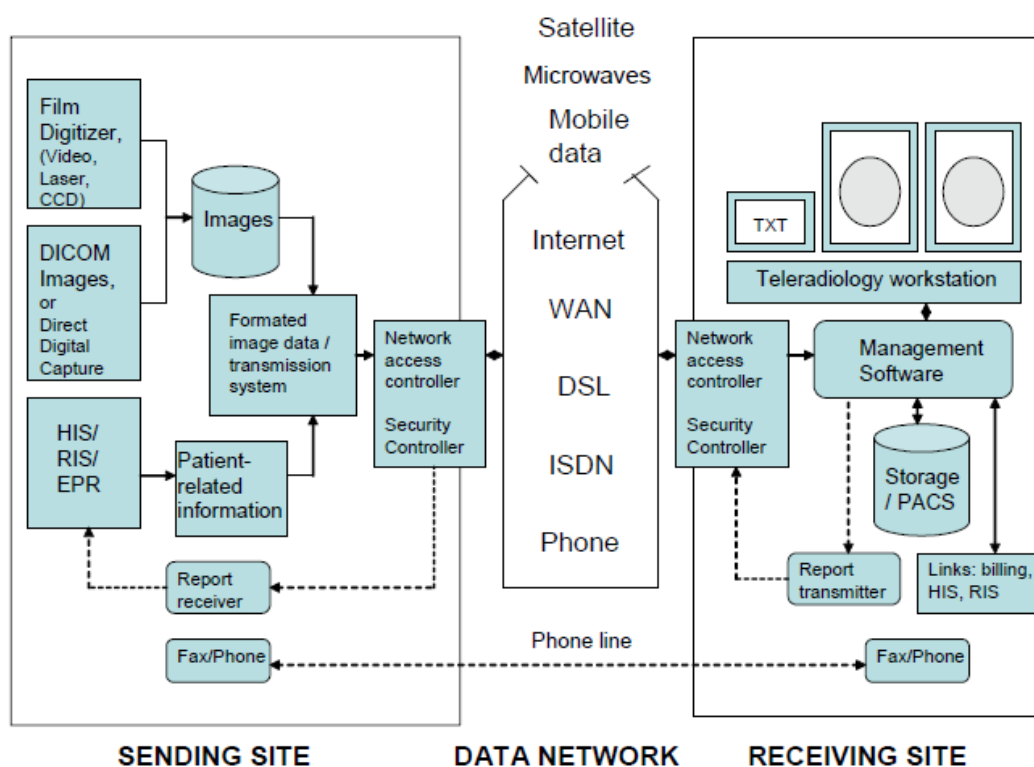 Satellite
Microwaves
Mobile
data
Film
Digitizer,
(Video,
Laser,
CCD)
Images
DICOM
Images,
or
Direct
Digital
Capture
Formated
image data /
transmission
system
Network
access
controller
Security
Controller
HIS/
RIS/
EPR
Patient-
related
information
Report
receiver
Fax/Phone
Internet
WAN
DSL
ISDN
Phone
Phone line
TXT
Teleradiology workstation
Network
access
controller
Security
Controller
Management
Software
Storage
/ PACS
Report
transmitter
Links: billing,
HIS, RIS
Fax/Phone
SENDING SITE
DATA NETWORK
RECEIVING SITE